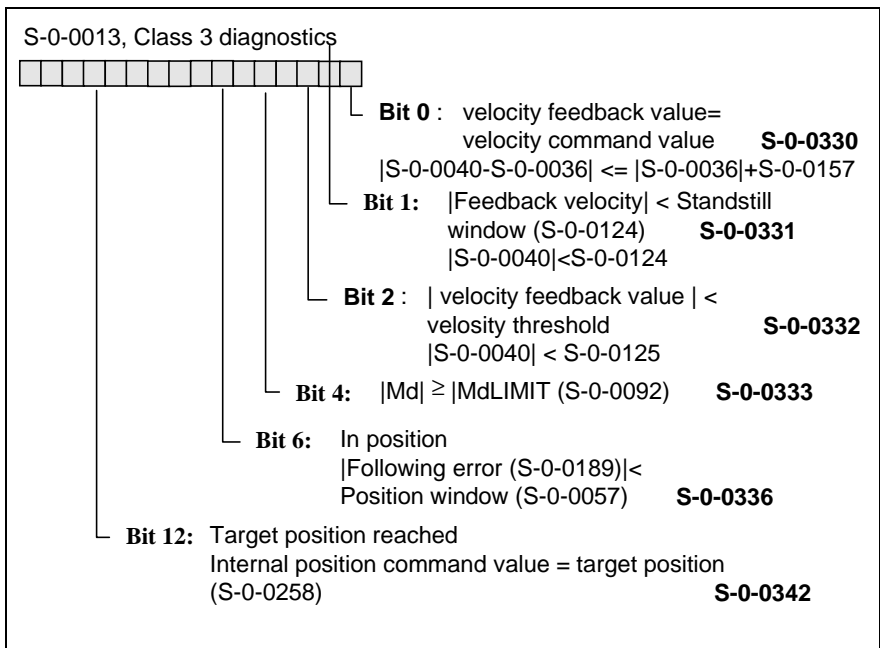 S-0-0013, Class 3 diagnostics
Bit 0 : velocity feedback value=
velocity command value S-0-0330
|S-0-0040-S-0-0036| <= |S-0-0036|+S-0-0157
Bit 1: |Feedback velocity| < Standstill
window (S-0-0124) S-0-0331
|S-0-0040|<S-0-0124
Bit 2 : | velocity feedback value | <
velosity threshold S-0-0332
|S-0-0040| < S-0-0125
Bit 4: |Md| ≥ |MdLIMIT (S-0-0092) S-0-0333
Bit 6: In position
|Following error (S-0-0189)|<
Position window (S-0-0057) S-0-0336
Bit 12: Target position reached
Internal position command value = target position
(S-0-0258) S-0-0342